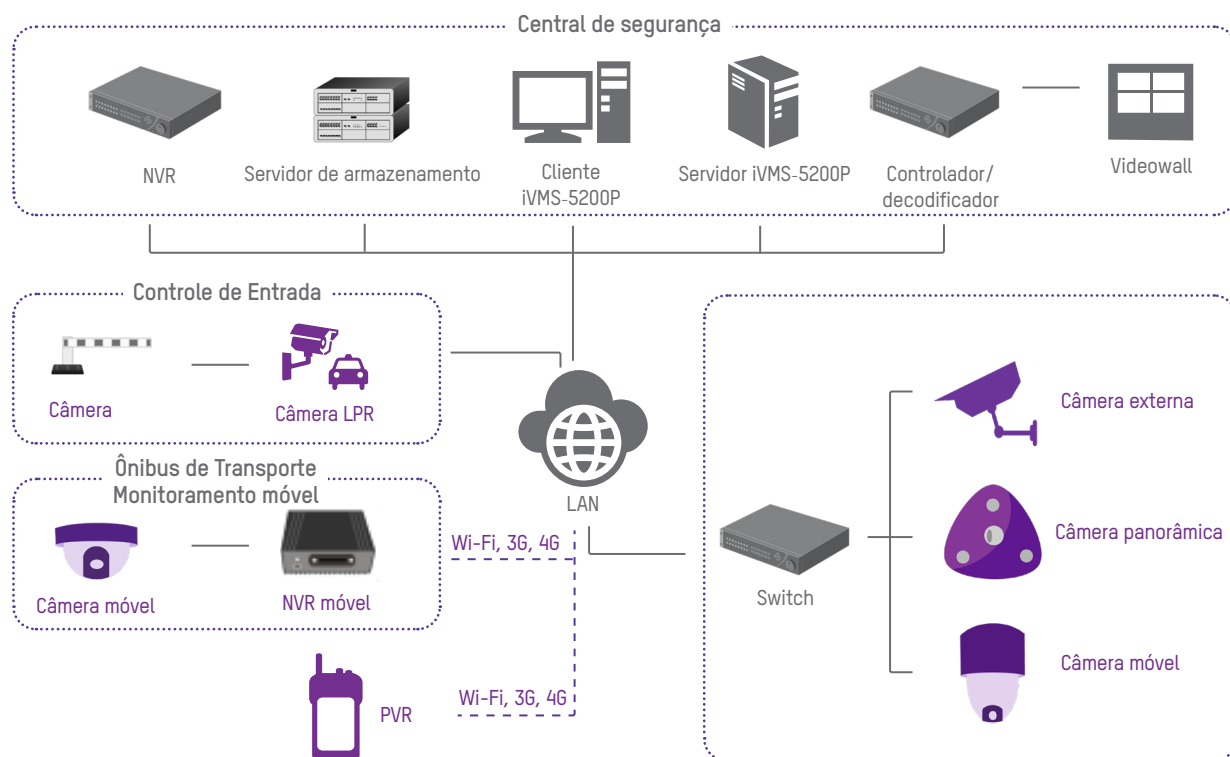 Central de segurança
NVR
Servidor de armazenamento
Cliente
iVMS-5200P
Servidor iVMS-5200P
Controlador/
decodificador
Videowall
Controle de Entrada
Câmera
Câmera LPR
Ônibus de Transporte
Monitoramento móvel
Câmera móvel
NVR móvel
Wi-Fi, 3G, 4G
PVR
Wi-Fi, 3G, 4G
LAN
Switch
Câmera externa
Câmera panorâmica
Câmera móvel